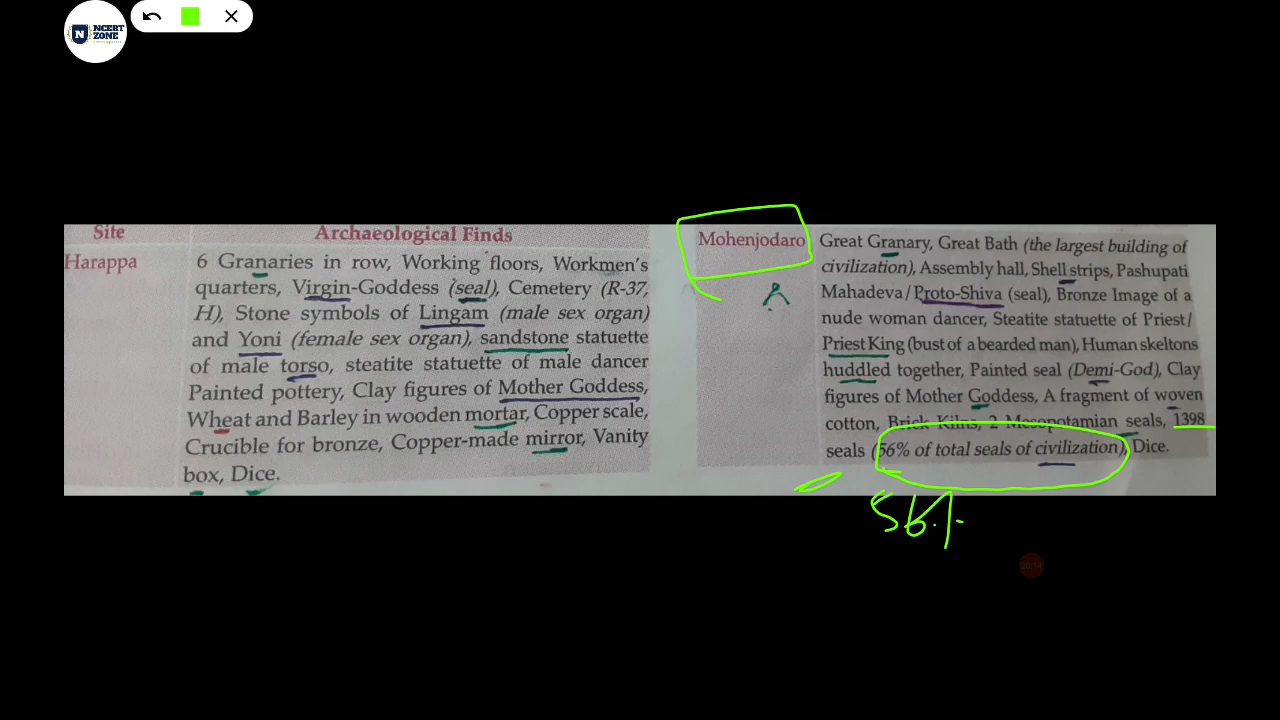 NCERT
ZONE
Site Archaeological Finds
Harappa
6 Granaries in row, Working floors, Workmen's
quarters, Virgin-Goddess (seal), Cemetery (R-37,
H), Stone symbols of Lingam (male sex organ)
and Yoni (female sex organ), sandstone statuette
of male torso, steatite statuette of male dancer
Painted pottery, Clay figures of Mother Goddess,
Wheat and Barley in wooden mortar, Copper scale,
Crucible for bronze, Copper-made mirror, Vanity
box, Dice.
Mohenjodaro
Great Granary, Great Bath (the largest building of
civilization), Assembly hall, Shell strips, Pashupati
Mahadeva/Proto-Shiva (seal), Bronze Image of a
nude woman dancer, Steatite statuette of Priest/
Priest King (bust of a bearded man), Human skeltons
huddled together, Painted seal (Demi-God), Clay
figures of Mother Goddess, A fragment of woven
cotton, Brick Kilns, 2 Mesopotamian seals, 1398
seals (56% of total seals of civilization), Dice.
56%
20:14